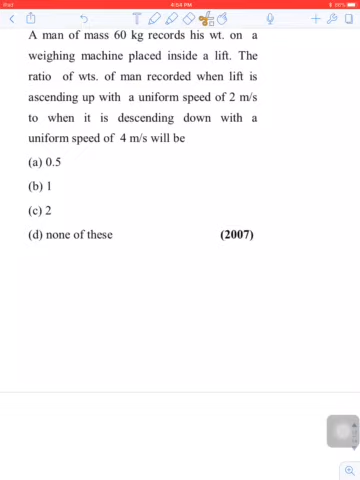 iPad
4:54 PM
86%
A man of mass 60 kg records his wt. on a
weighing machine placed inside a lift. The
ratio of wts. of man recorded when lift is
ascending up with a uniform speed of 2 m/s
to when it is descending down with a
uniform speed of 4 m/s will be
(a) 0.5
(b) 1
(c) 2
(d) none of these (2007)